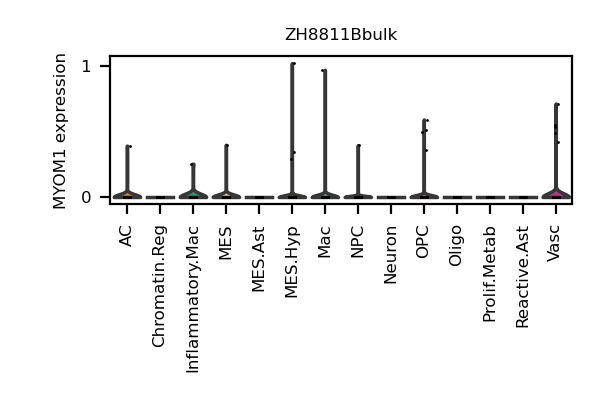 ZH8811Bbulk
MYOM1 expression
1
0
AC
Chromatin.Reg
Inflammatory.Mac
MES
MES.Ast
MES.Hyp
Mac
NPC
Neuron
OPC
Oligo
Prolif.Metab
Reactive.Ast
Vasc